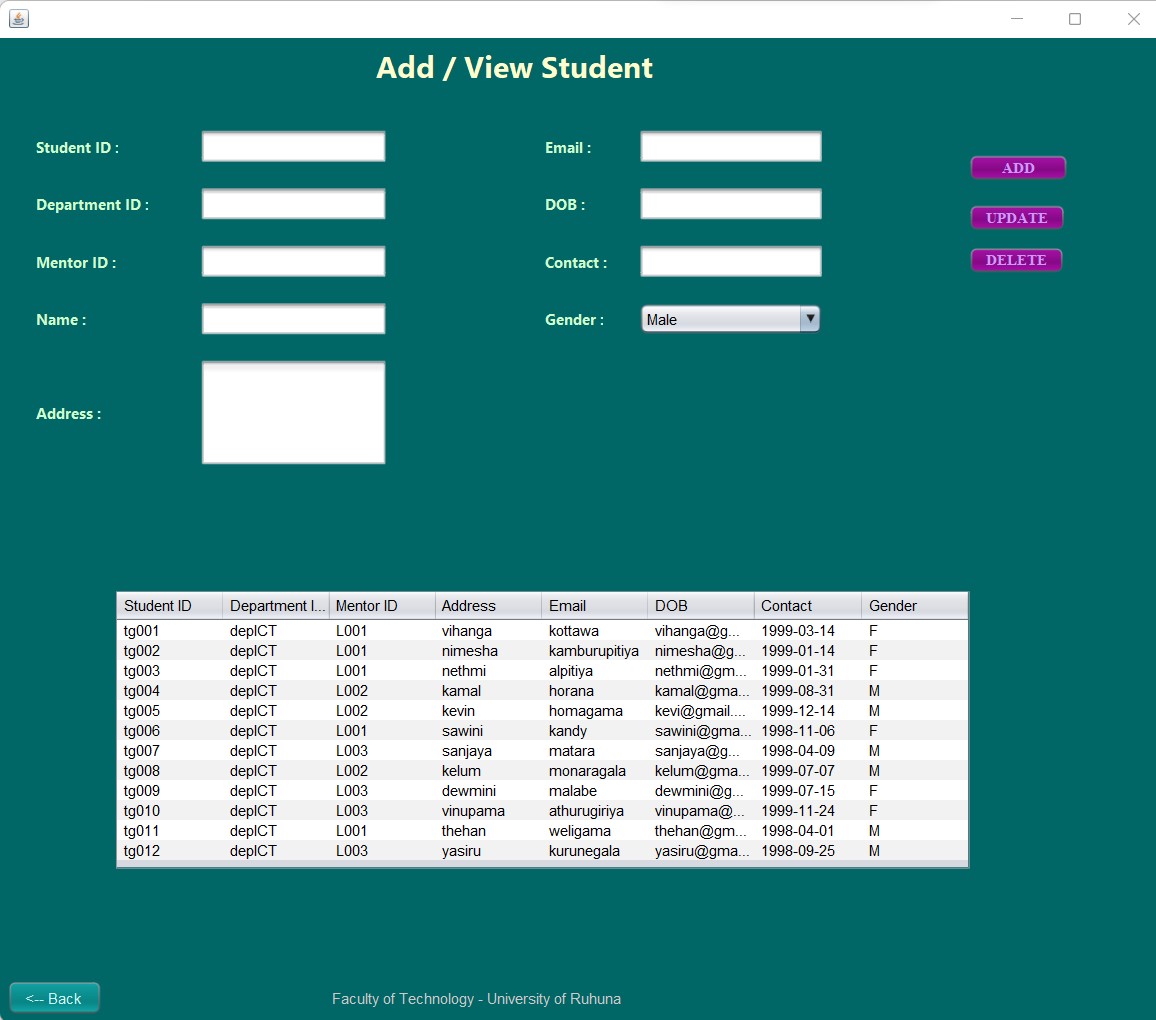 Add / View Student
Student ID :
Email :
ADD
Department ID :
DOB :
UPDATE
Mentor ID :
Contact :
DELETE
Name :
Gender :
Male
Address :
Student ID Department I... Mentor ID Address Email DOB Contact Gender
tg001 depICT L001 vihanga kottawa vihanga@g... 1999-03-14 F
tg002 depICT L001 nimesha kamburupitiya nimesha@g... 1999-01-14 F
tg003 depICT L001 nethmi alpitiya nethmi@gm... 1999-01-31 F
tg004 depICT L002 kamal horana kamal@gma... 1999-08-31 M
tg005 depICT L002 kevin homagama kevi@gmail.... 1999-12-14 M
tg006 depICT L001 sawini kandy sawini@gma... 1998-11-06 F
tg007 depICT L003 sanjaya matara sanjaya@g... 1998-04-09 M
tg008 depICT L002 kelum monaragala kelum@gma... 1999-07-07 M
tg009 depICT L003 dewmini malabe dewmini@g... 1999-07-15 F
tg010 depICT L003 vinupama athurugiriya vinupama@... 1999-11-24 F
tg011 depICT L001 thehan weligama thehan@gm... 1998-04-01 M
tg012 depICT L003 yasiru kurunegala yasiru@gma... 1998-09-25 M
<-- Back
Faculty of Technology - University of Ruhuna